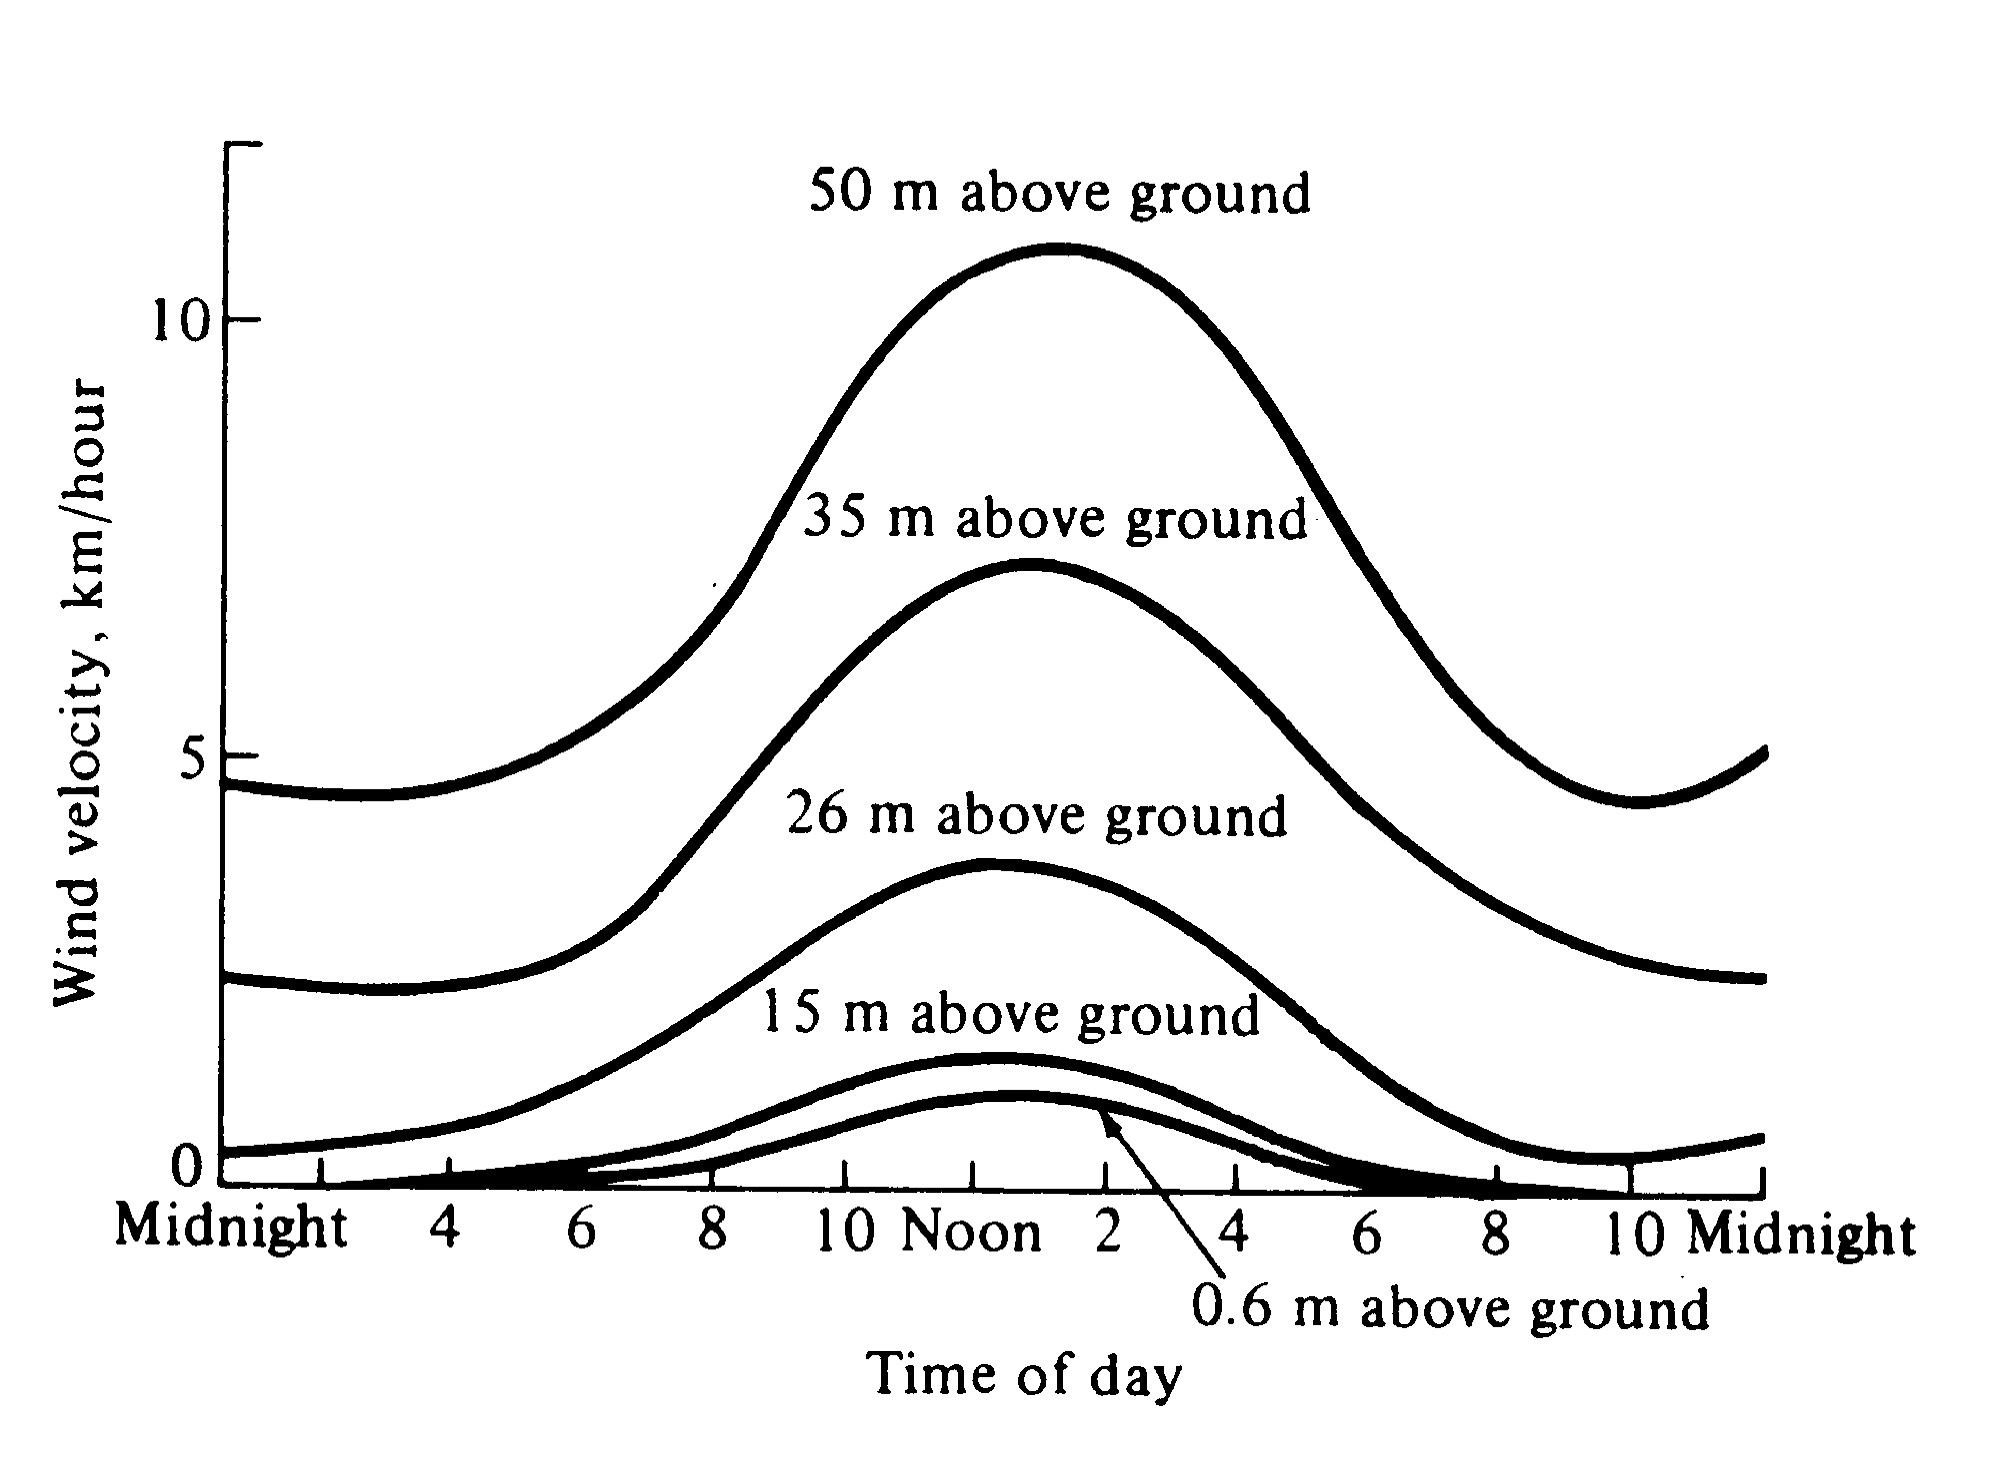 50 m above ground
10
35 m above ground
Wind velocity, km/hour
5
26 m above ground
15 m above ground
0
Midnight 4 6 8 10 Noon 2 4 6 8 10 Midnight
0.6 m above ground
Time of day